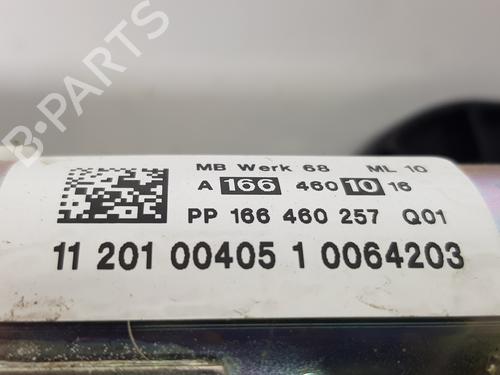 B-PARTS
MB Werk 68 ML 10
A 166 460 10 16
PP 166 460 257 Q01
11 201 00405 1 0064203